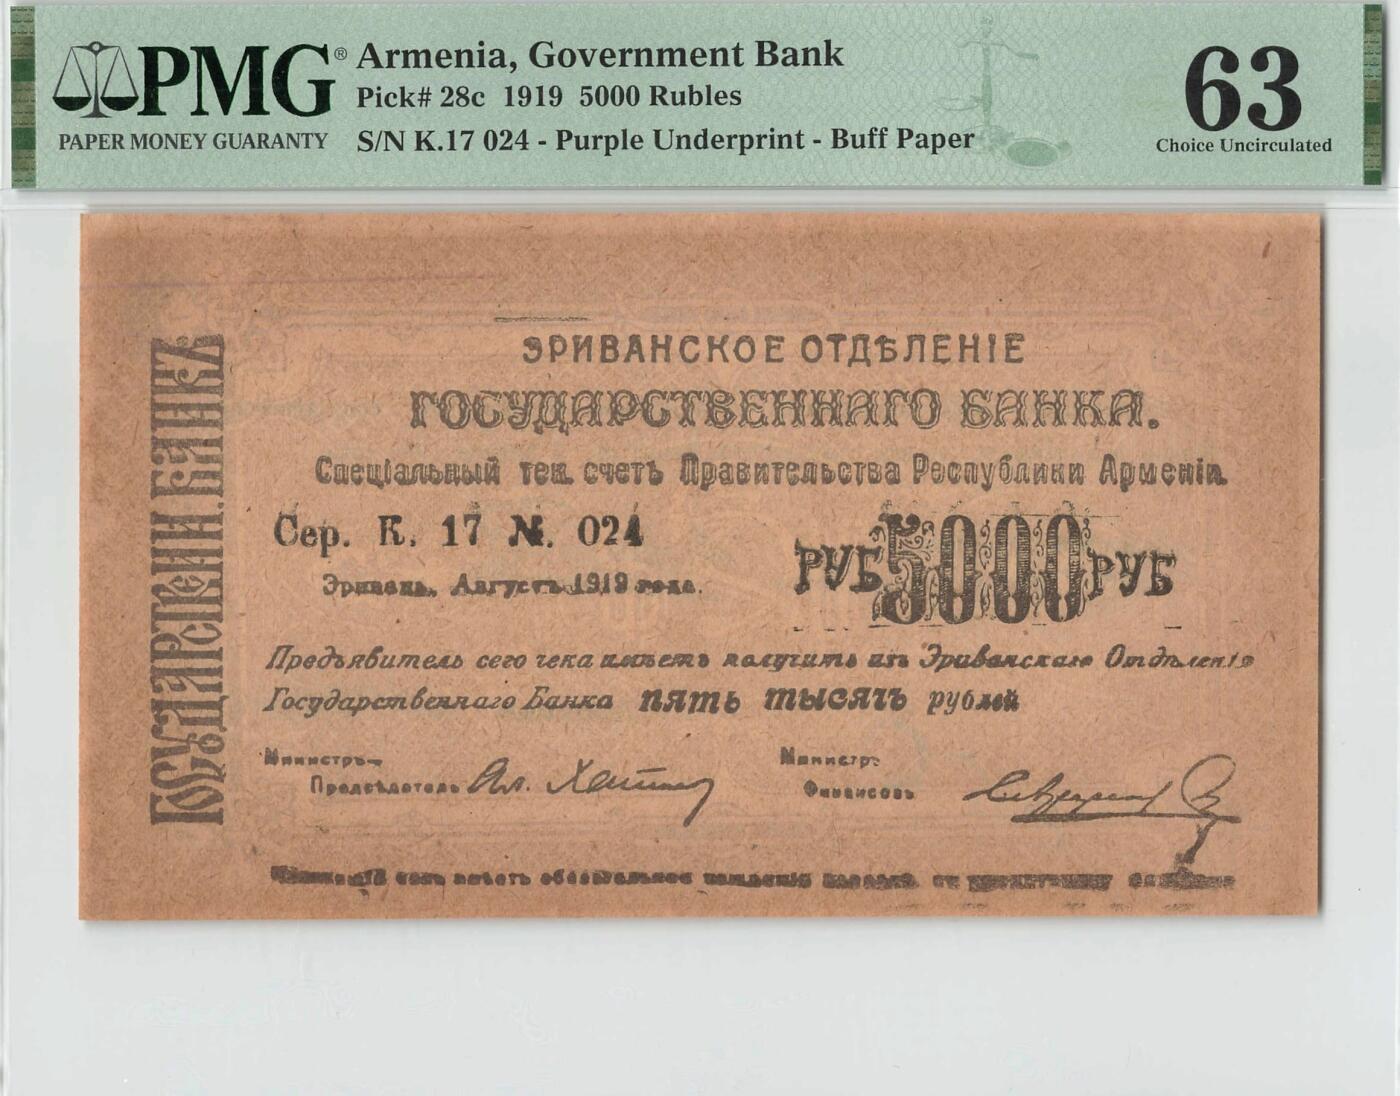 PMG® Armenia, Government Bank
Pick# 28c 1919 5000 Rubles
PAPER MONEY GUARANTY
S/N K.17 024 - Purple Underprint - Buff Paper
63
Choice Uncirculated
ГОСУДАРСТВЕН. БАНКЪ
ЭРИВАНСКОЕ ОТДѢЛЕНІЕ
ГОСУДАРСТВЕННАГО БАНКА.
Спеціальный тек. счетъ Правительства Республики Арменіи.
Сер. К. 17 №. 024
РУБ 5000 РУБ
Эривань, Августъ 1919 года.
Предъявитель сего чека имѣетъ получить изъ Эриванскаго Отдѣленія
Государственнаго Банка пять тысячъ рублей
Министръ-
Предсѣдатель Ал. Хатисов
Министръ
Финансовъ